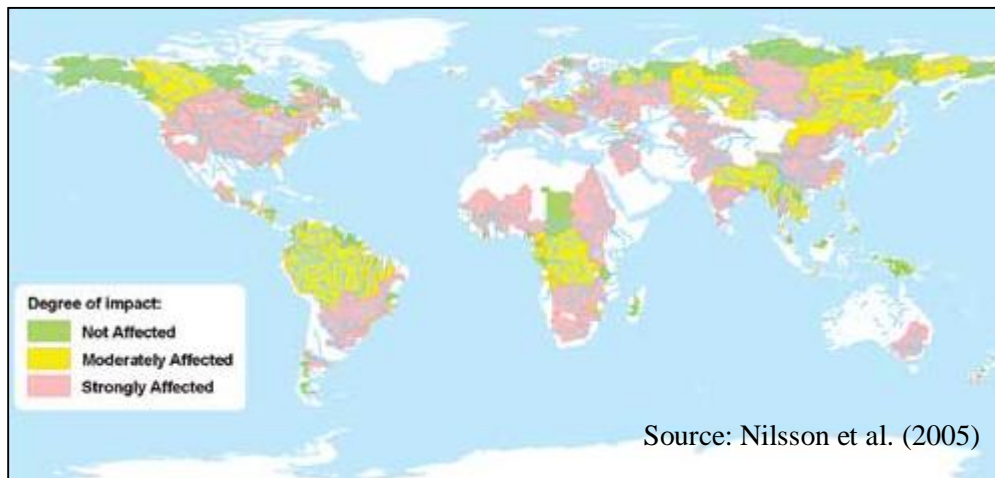 Degree of impact:
Not Affected
Moderately Affected
Strongly Affected
Source: Nilsson et al. (2005)